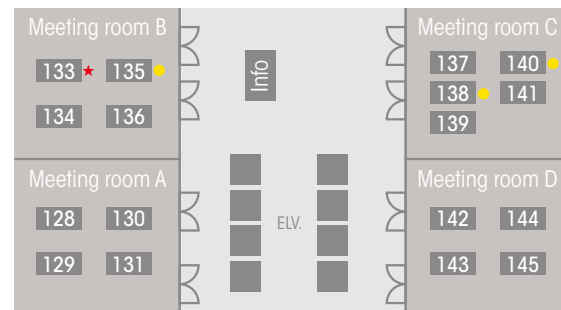 Meeting room B
133 135
134 136
Meeting room A
128 130
129 131
Info
ELV.
Meeting room C
137 140
138 141
139
Meeting room D
142 144
143 145